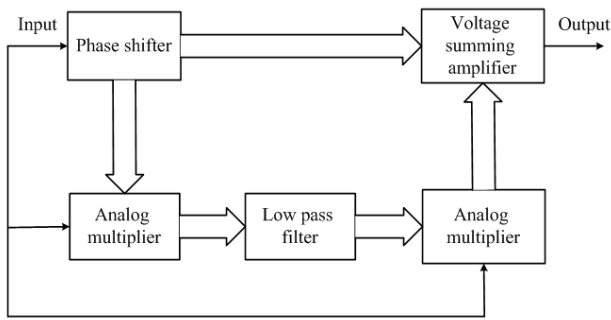 Input
Phase shifter
Voltage
summing
amplifier
Output
Analog
multiplier
Low pass
filter
Analog
multiplier